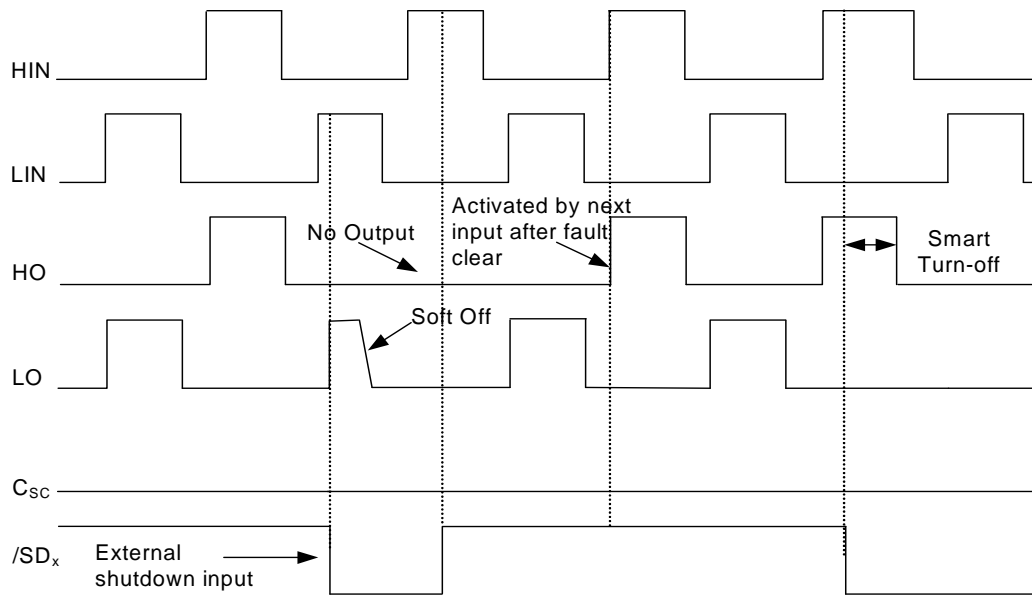 HIN
LIN
HO
No Output
Activated by next
input after fault
clear
Smart
Turn-off
LO
Soft Off
CSC
/SDx
External
shutdown input